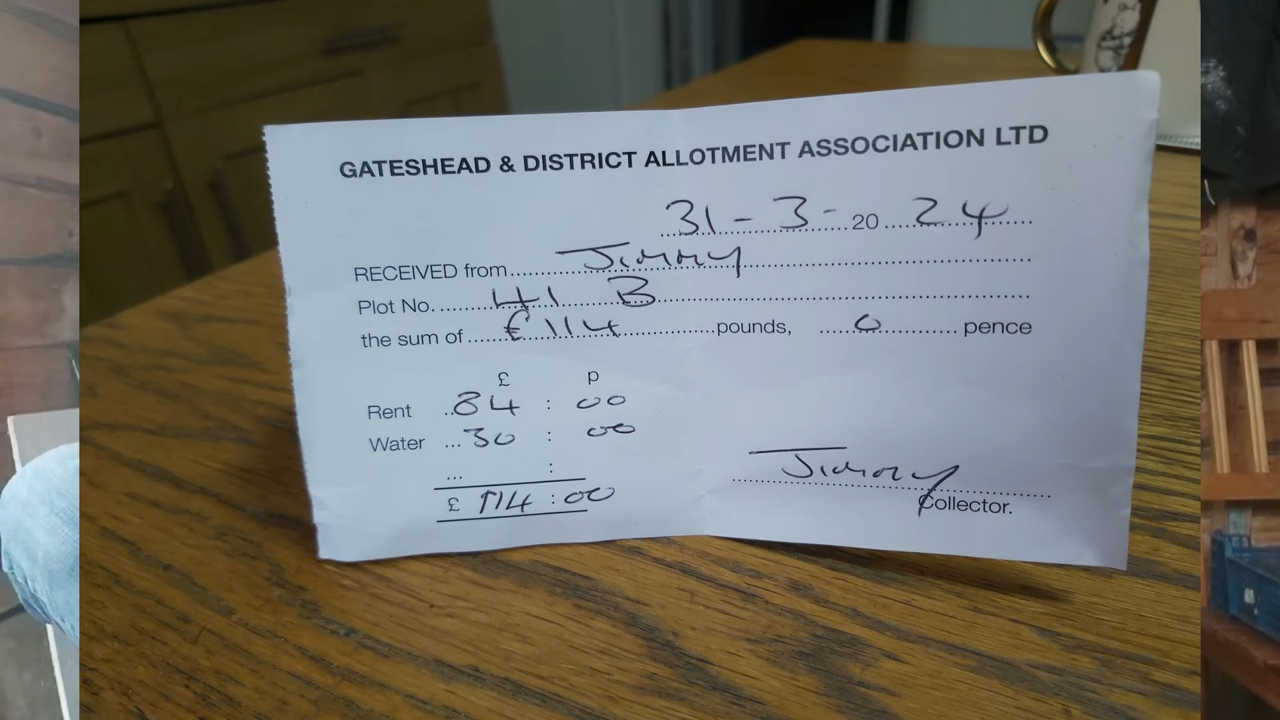 GATESHEAD & DISTRICT ALLOTMENT ASSOCIATION LTD
31 - 3 - 20 24
RECEIVED from Jimmy
Plot No. 41 B
the sum of £114 pounds, 0 pence
£ p
Rent 84 : 00
Water 30 : 00
... :
£ 114 : 00
Jimmy
Collector.